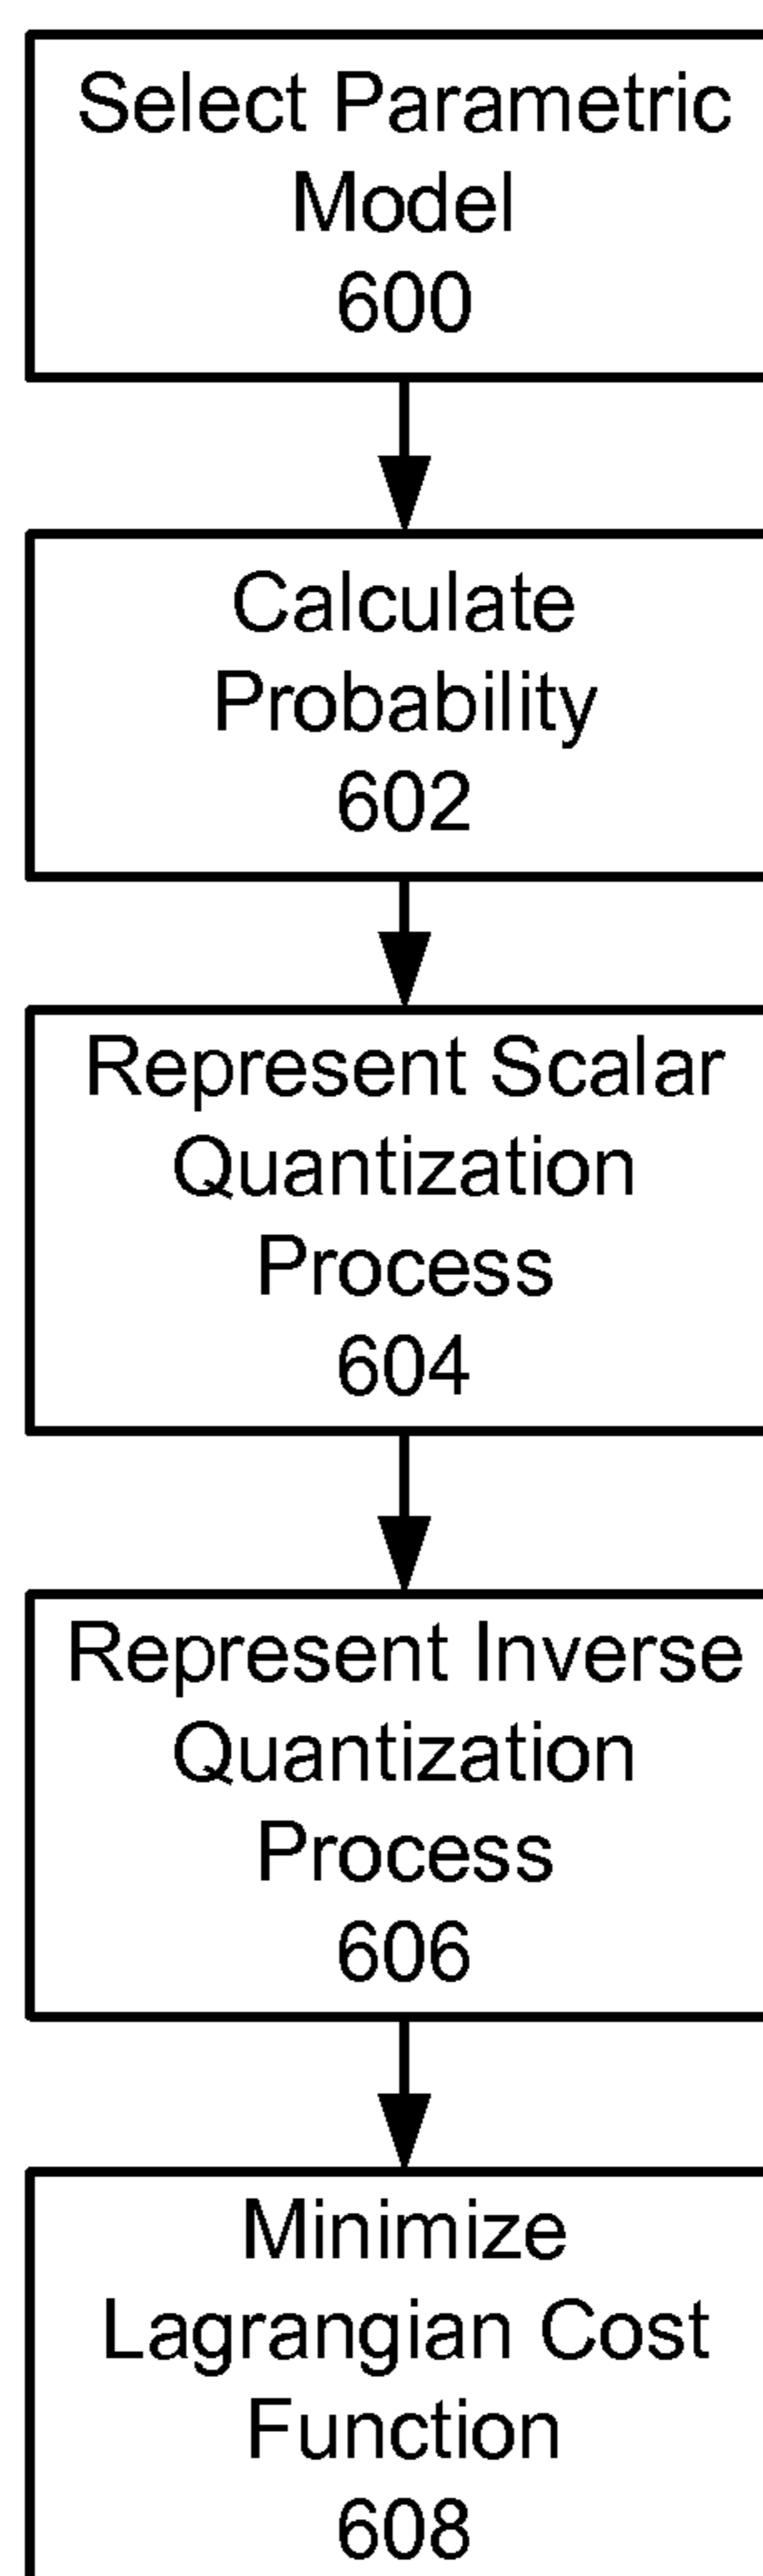 Select Parametric
Model
600
Calculate
Probability
602
Represent Scalar
Quantization
Process
604
Represent Inverse
Quantization
Process
606
Minimize
Lagrangian Cost
Function
608